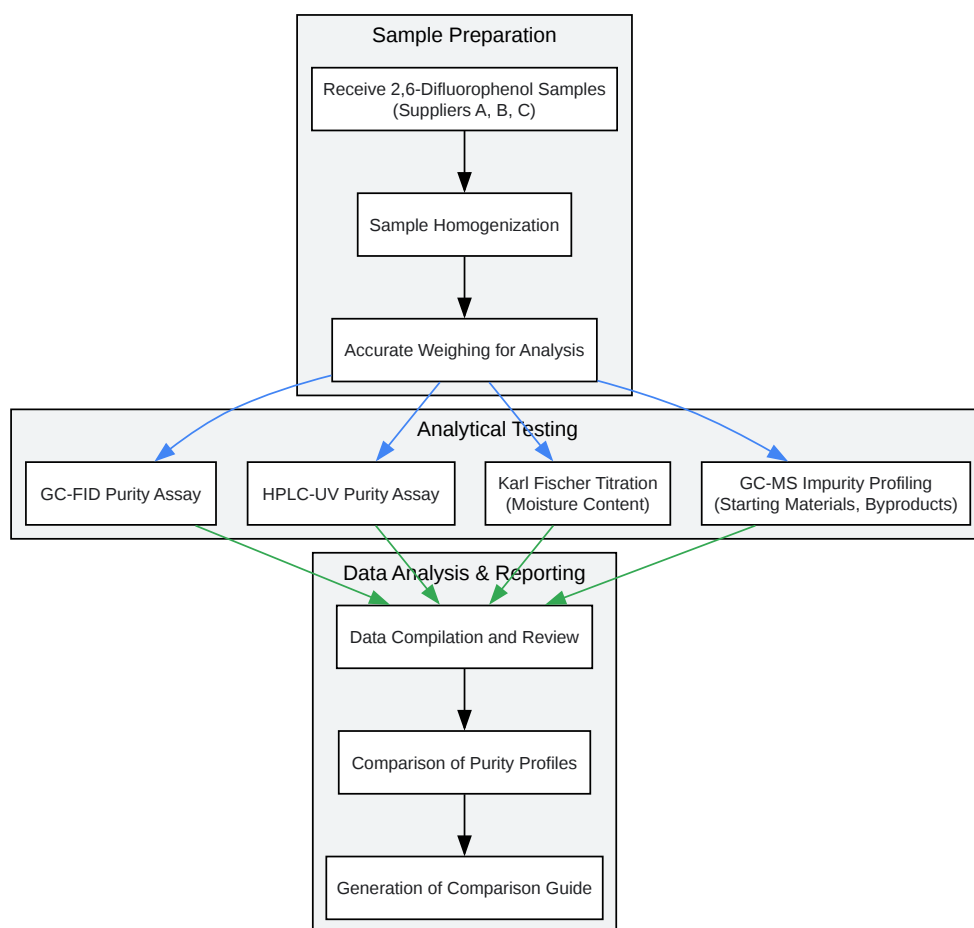 Sample Preparation
Receive 2,6-Difluorophenol Samples
(Suppliers A, B, C)
Sample Homogenization
Accurate Weighing for Analysis
Analytical Testing
GC-FID Purity Assay
HPLC-UV Purity Assay
Karl Fischer Titration
(Moisture Content)
GC-MS Impurity Profiling
(Starting Materials, Byproducts)
Data Analysis & Reporting
Data Compilation and Review
Comparison of Purity Profiles
Generation of Comparison Guide